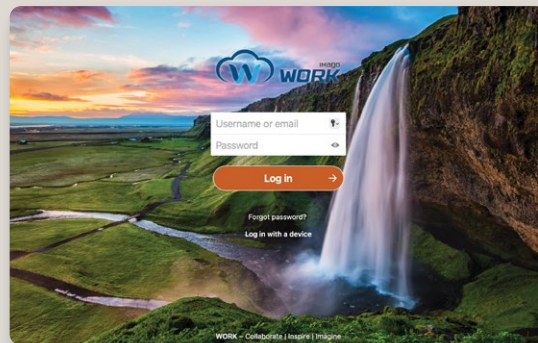 IMAGO
WORK
Username or email
Password
Log in
Forgot password?
Log in with a device
WORK – Collaborate | Inspire | Imagine